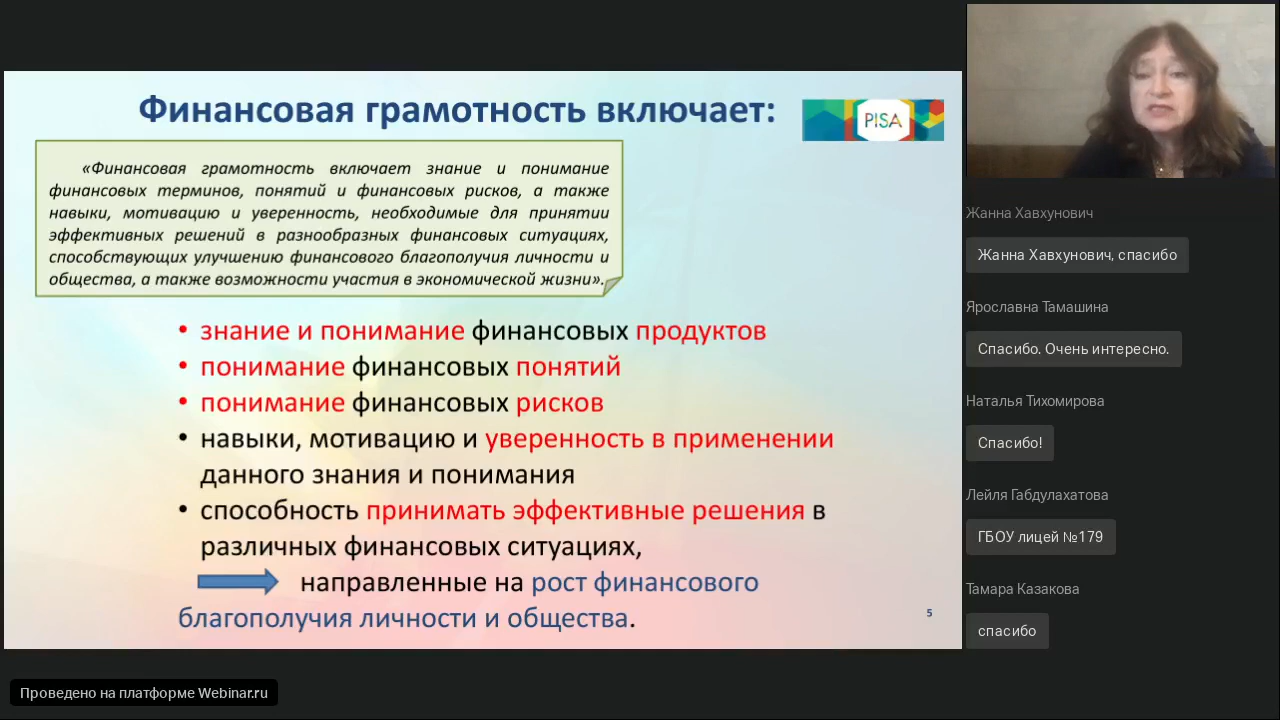 Финансовая грамотность включает:
PISA
«Финансовая грамотность включает знание и понимание
финансовых терминов, понятий и финансовых рисков, а также
навыки, мотивацию и уверенность, необходимые для принятии
эффективных решений в разнообразных финансовых ситуациях,
способствующих улучшению финансового благополучия личности и
общества, а также возможности участия в экономической жизни».
• знание и понимание финансовых продуктов
• понимание финансовых понятий
• понимание финансовых рисков
• навыки, мотивацию и уверенность в применении
данного знания и понимания
• способность принимать эффективные решения в
различных финансовых ситуациях,
направленные на рост финансового
благополучия личности и общества.
5
Жанна Хавхунович
Жанна Хавхунович, спасибо
Ярославна Тамашина
Спасибо. Очень интересно.
Наталья Тихомирова
Спасибо!
Лейля Габдулахатова
ГБОУ лицей №179
Тамара Казакова
спасибо
Проведено на платформе Webinar.ru